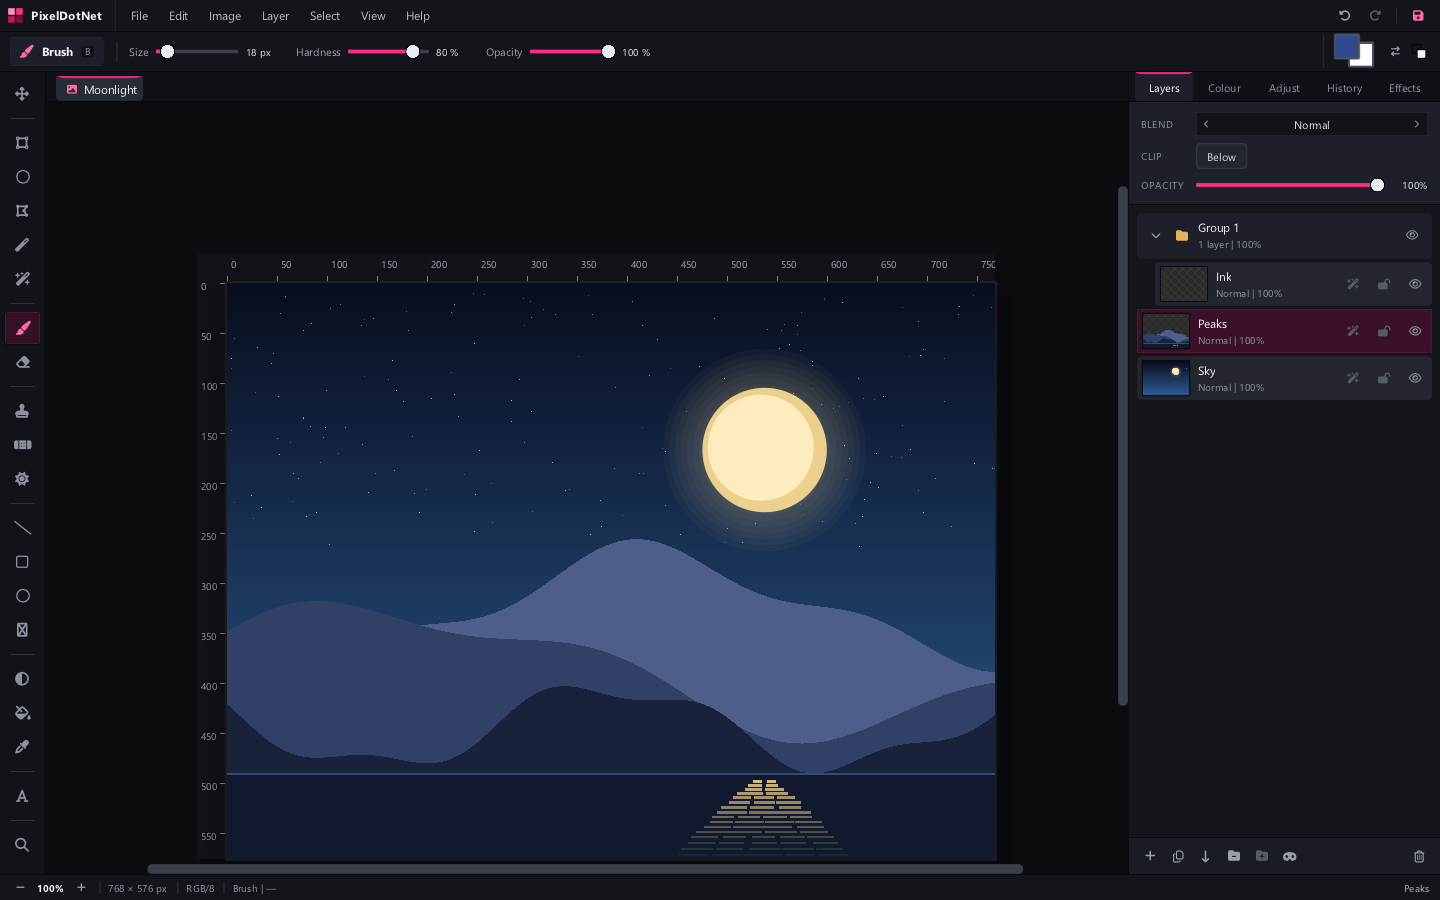 PixelDotNet File Edit Image Layer Select View Help
Brush B Size 18 px Hardness 80 % Opacity 100 %
Moonlight
Layers Colour Adjust History Effects
BLEND Normal
CLIP Below
OPACITY 100%
Group 1
1 layer | 100%
Ink
Normal | 100%
Peaks
Normal | 100%
Sky
Normal | 100%
0 50 100 150 200 250 300 350 400 450 500 550 600 650 700 750
0
50
100
150
200
250
300
350
400
450
500
550
A
100% 768 × 576 px RGB/8 Brush | — Peaks